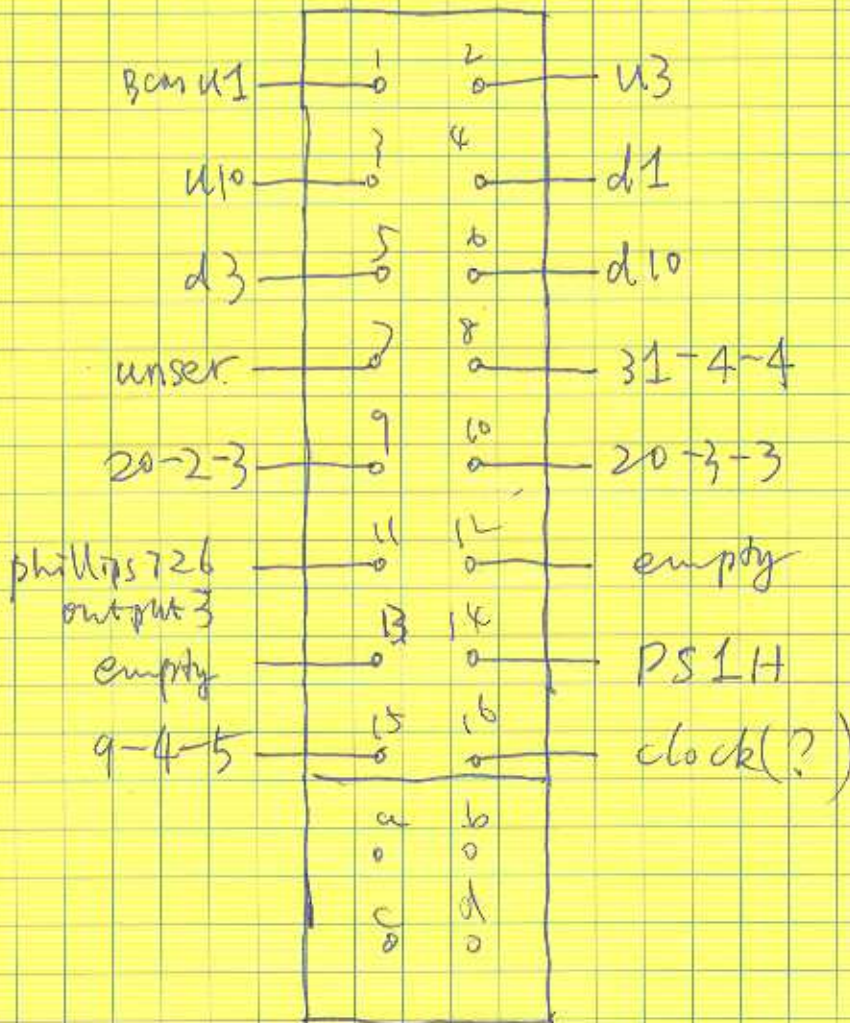 1 2
Bcm u1 u3
3 4
u10 d1
5 6
d3 d10
7 8
unser 31-4-4
9 10
20-2-3 20-3-3
11 12
phillips 726 empty
output 3
13 14
empty PS1H
15 16
9-4-5 clock(?)
a b
c d